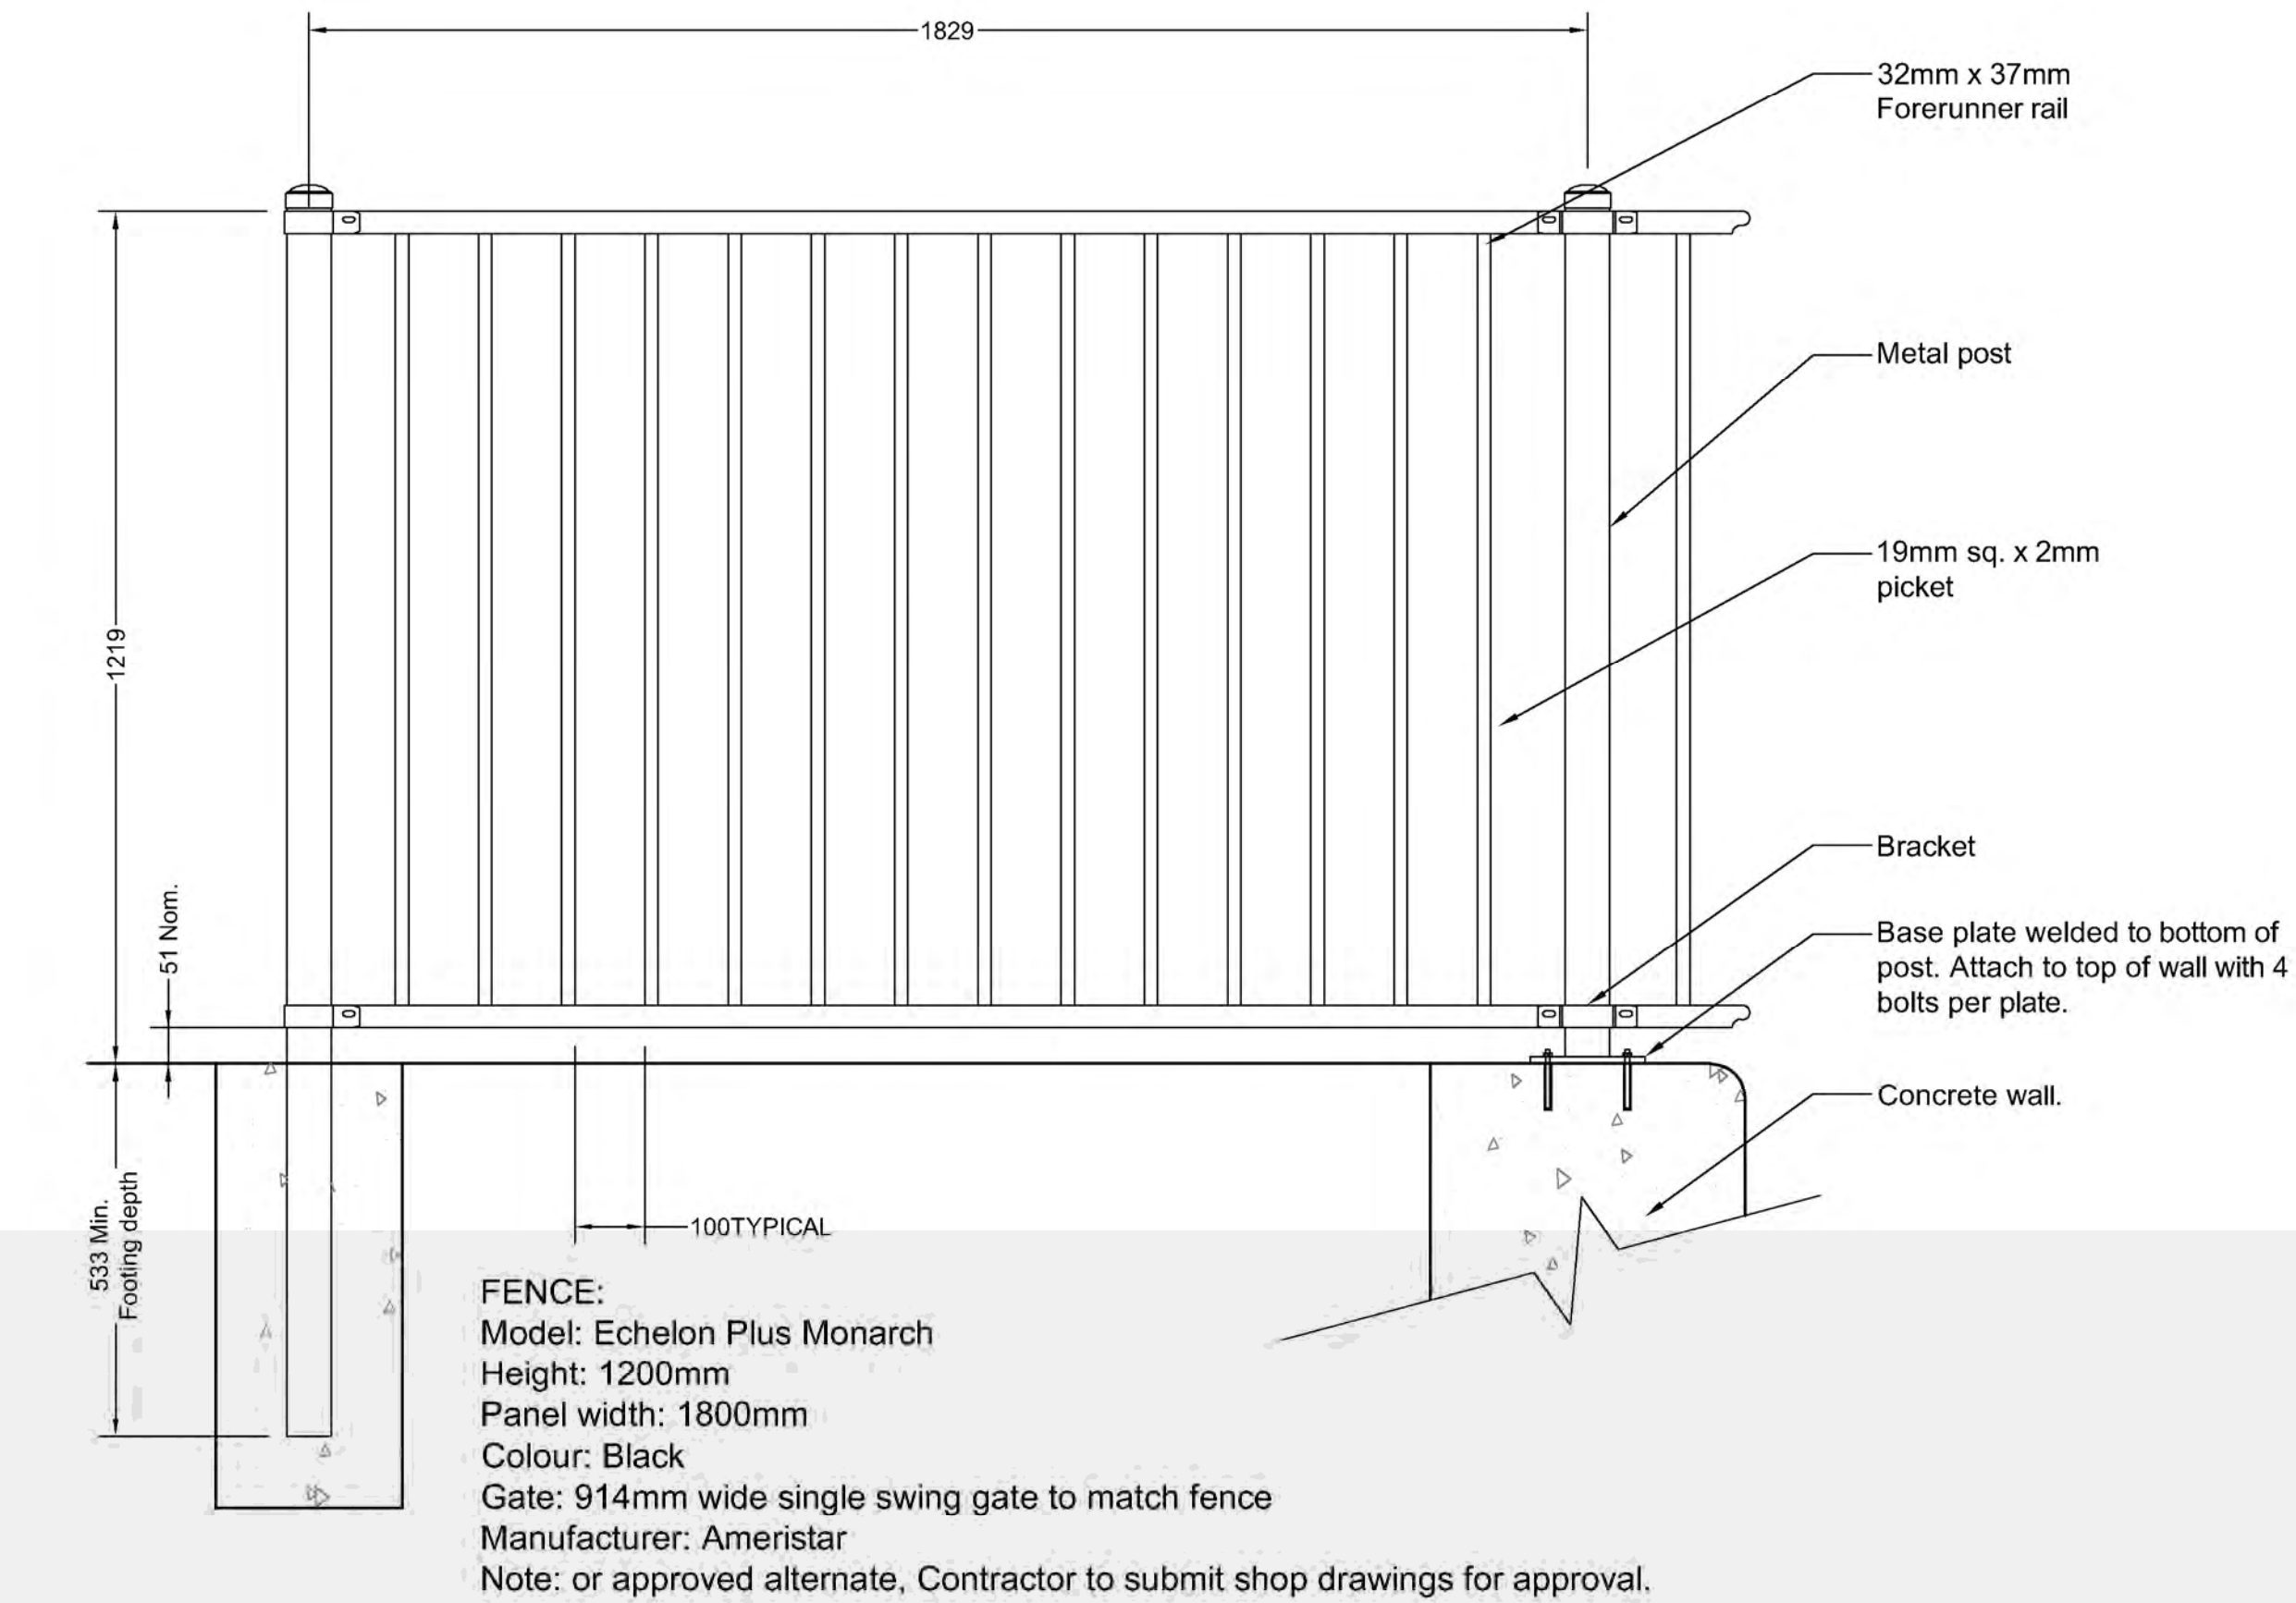 1829
32mm x 37mm
Forerunner rail
Metal post
19mm sq. x 2mm
picket
1219
Bracket
51 Nom.
Base plate welded to bottom of
post. Attach to top of wall with 4
bolts per plate.
Concrete wall.
533 Min.
Footing depth
100TYPICAL
FENCE:
Model: Echelon Plus Monarch
Height: 1200mm
Panel width: 1800mm
Colour: Black
Gate: 914mm wide single swing gate to match fence
Manufacturer: Ameristar
Note: or approved alternate, Contractor to submit shop drawings for approval.